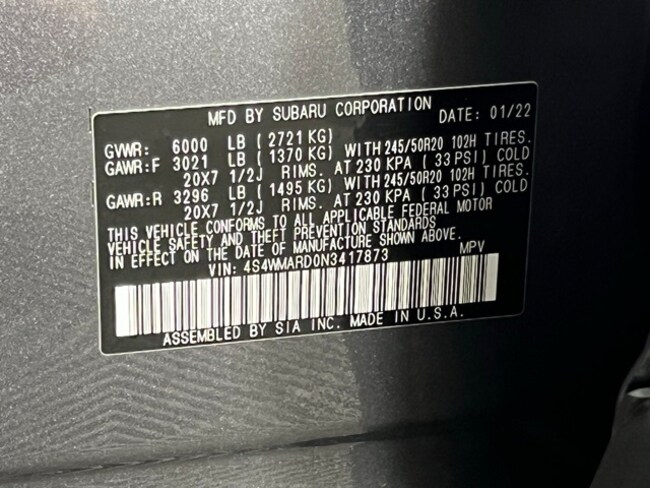 MFD BY SUBARU CORPORATION DATE: 01/22
GVWR: 6000 LB ( 2721 KG)
GAWR:F 3021 LB ( 1370 KG) WITH 245/50R20 102H TIRES.
20X7 1/2J RIMS. AT 230 KPA ( 33 PSI) COLD
GAWR:R 3296 LB ( 1495 KG) WITH 245/50R20 102H TIRES.
20X7 1/2J RIMS. AT 230 KPA ( 33 PSI) COLD
THIS VEHICLE CONFORMS TO ALL APPLICABLE FEDERAL MOTOR
VEHICLE SAFETY AND THEFT PREVENTION STANDARDS
IN EFFECT ON THE DATE OF MANUFACTURE SHOWN ABOVE.
VIN: 4S4WMARD0N3417873 MPV
ASSEMBLED BY SIA INC. MADE IN U.S.A.